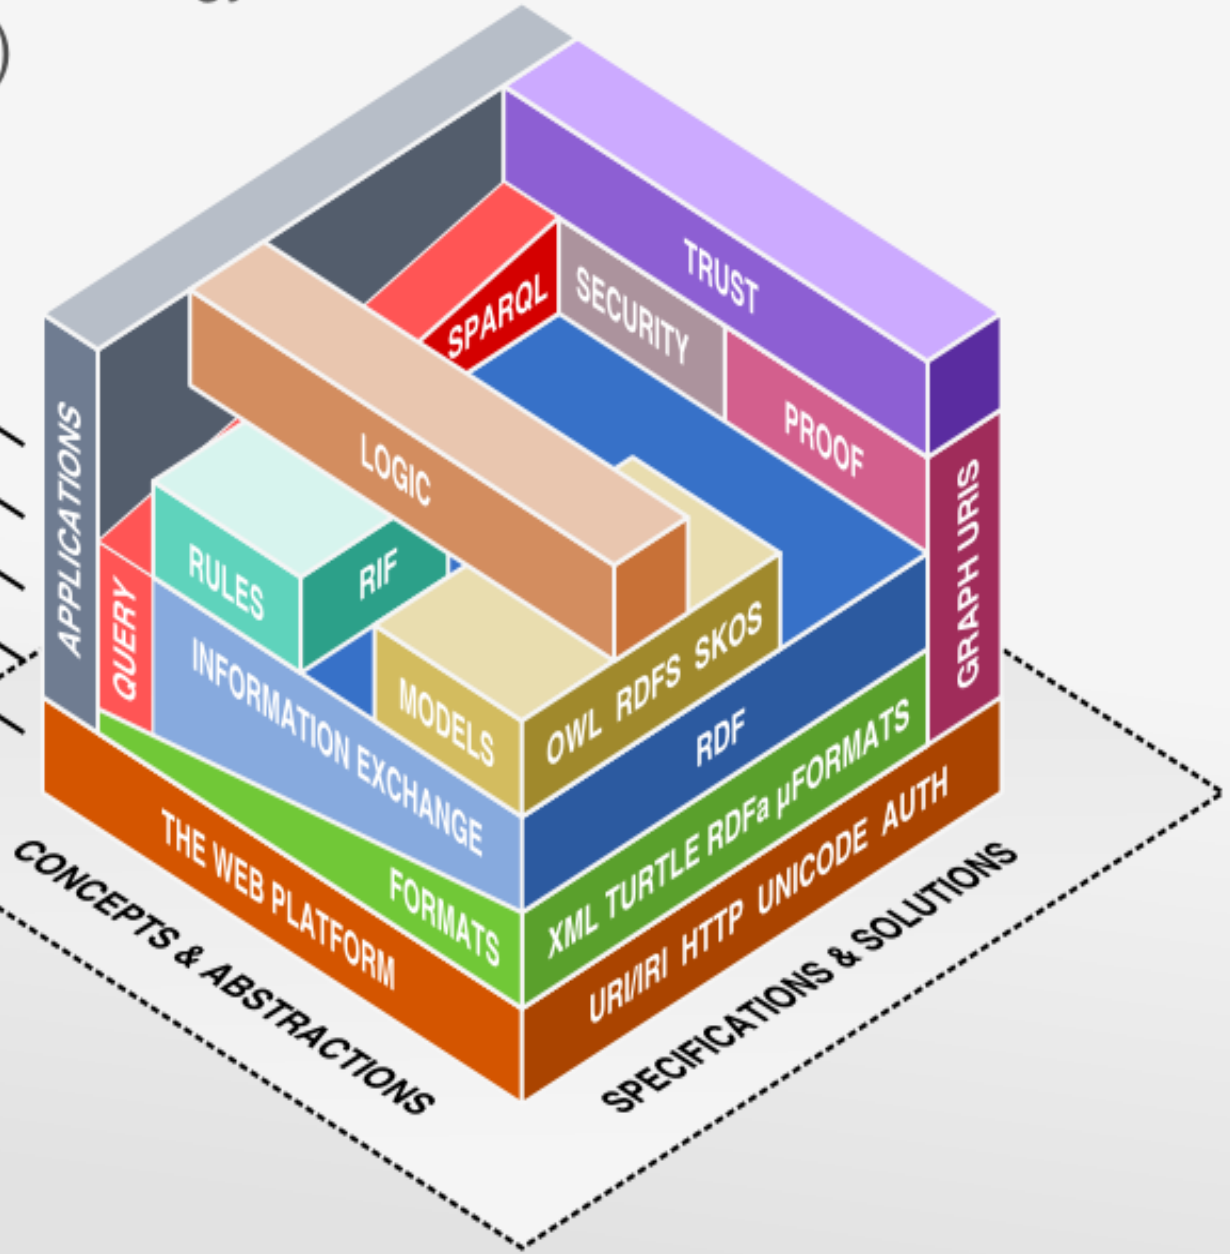 TRUST
SPARQL
SECURITY
PROOF
APPLICATIONS
LOGIC
RULES
RIF
GRAPH URIS
QUERY
INFORMATION EXCHANGE
MODELS
OWL RDFS SKOS
RDF
FORMATS
XML TURTLE RDFa µFORMATS
THE WEB PLATFORM
URI/IRI HTTP UNICODE AUTH
CONCEPTS & ABSTRACTIONS
SPECIFICATIONS & SOLUTIONS